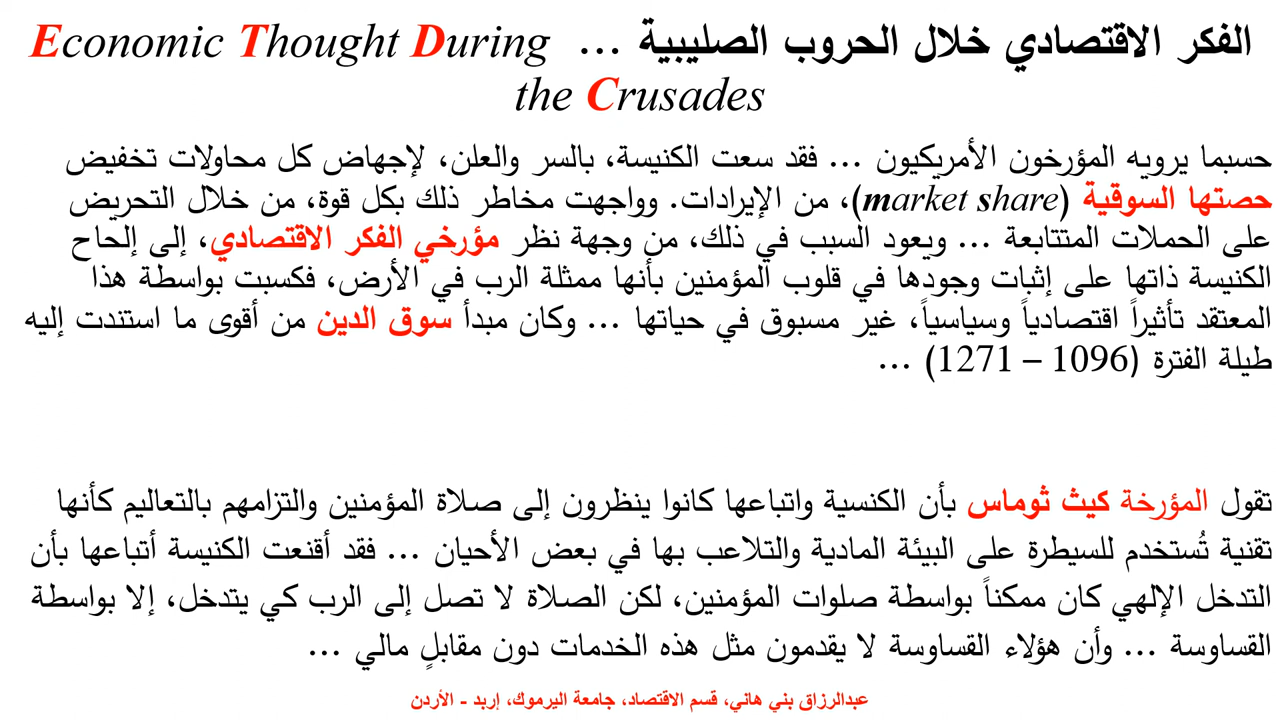 الفكر الاقتصادي خلال الحروب الصليبية ... Economic Thought During
the Crusades
حسبما يرويه المؤرخون الأمريكيون ... فقد سعت الكنيسة، بالسر والعلن، لإجهاض كل محاولات تخفيض
حصتها السوقية (market share)، من الإيرادات. وواجهت مخاطر ذلك بكل قوة، من خلال التحريض
على الحملات المتتابعة ... ويعود السبب في ذلك، من وجهة نظر مؤرخي الفكر الاقتصادي، إلى إلحاح
الكنيسة ذاتها على إثبات وجودها في قلوب المؤمنين بأنها ممثلة الرب في الأرض، فكسبت بواسطة هذا
المعتقد تأثيراً اقتصادياً وسياسياً، غير مسبوق في حياتها ... وكان مبدأ سوق الدين من أقوى ما استندت إليه
طيلة الفترة (1096 – 1271) ...
تقول المؤرخة كيث ثوماس بأن الكنسية واتباعها كانوا ينظرون إلى صلاة المؤمنين والتزامهم بالتعاليم كأنها
تقنية تُستخدم للسيطرة على البيئة المادية والتلاعب بها في بعض الأحيان ... فقد أقنعت الكنيسة أتباعها بأن
التدخل الإلهي كان ممكناً بواسطة صلوات المؤمنين، لكن الصلاة لا تصل إلى الرب كي يتدخل، إلا بواسطة
القساوسة ... وأن هؤلاء القساوسة لا يقدمون مثل هذه الخدمات دون مقابلٍ مالي ...
عبدالرزاق بني هاني، قسم الاقتصاد، جامعة اليرموك، إربد - الأردن